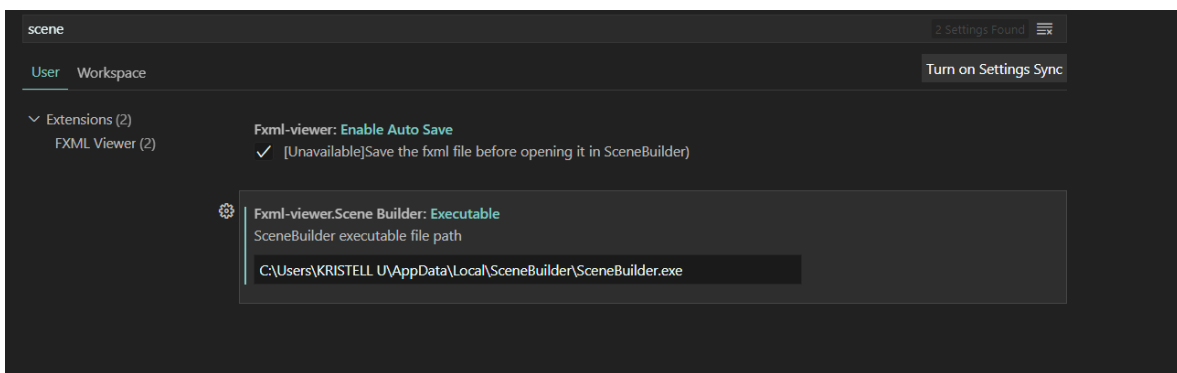 scene
2 Settings Found
User Workspace
Turn on Settings Sync
Extensions (2)
FXML Viewer (2)
Fxml-viewer: Enable Auto Save
[Unavailable]Save the fxml file before opening it in SceneBuilder)
Fxml-viewer.Scene Builder: Executable
SceneBuilder executable file path
C:\Users\KRISTELL U\AppData\Local\SceneBuilder\SceneBuilder.exe